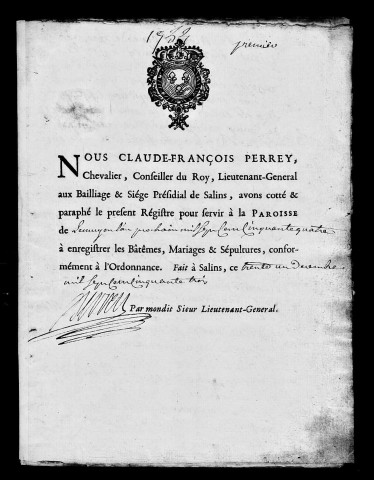 première
NOUS CLAUDE-FRANÇOIS PERREY,
Chevalier, Conseiller du Roy, Lieutenant-General
aux Bailliage & Siége Présidial de Salins, avons cotté &
paraphé le present Régistre pour servir à la PAROISSE
de l'an prochain mil Sept Cent Cinquante quatre
à enregistrer les Bâtêmes, Mariages & Sépultures, confor-
mément à l'Ordonnance. Fait à Salins, ce trente un Decembre
mil Sept Cent Cinquante trois
Par mondit Sieur Lieutenant-General.